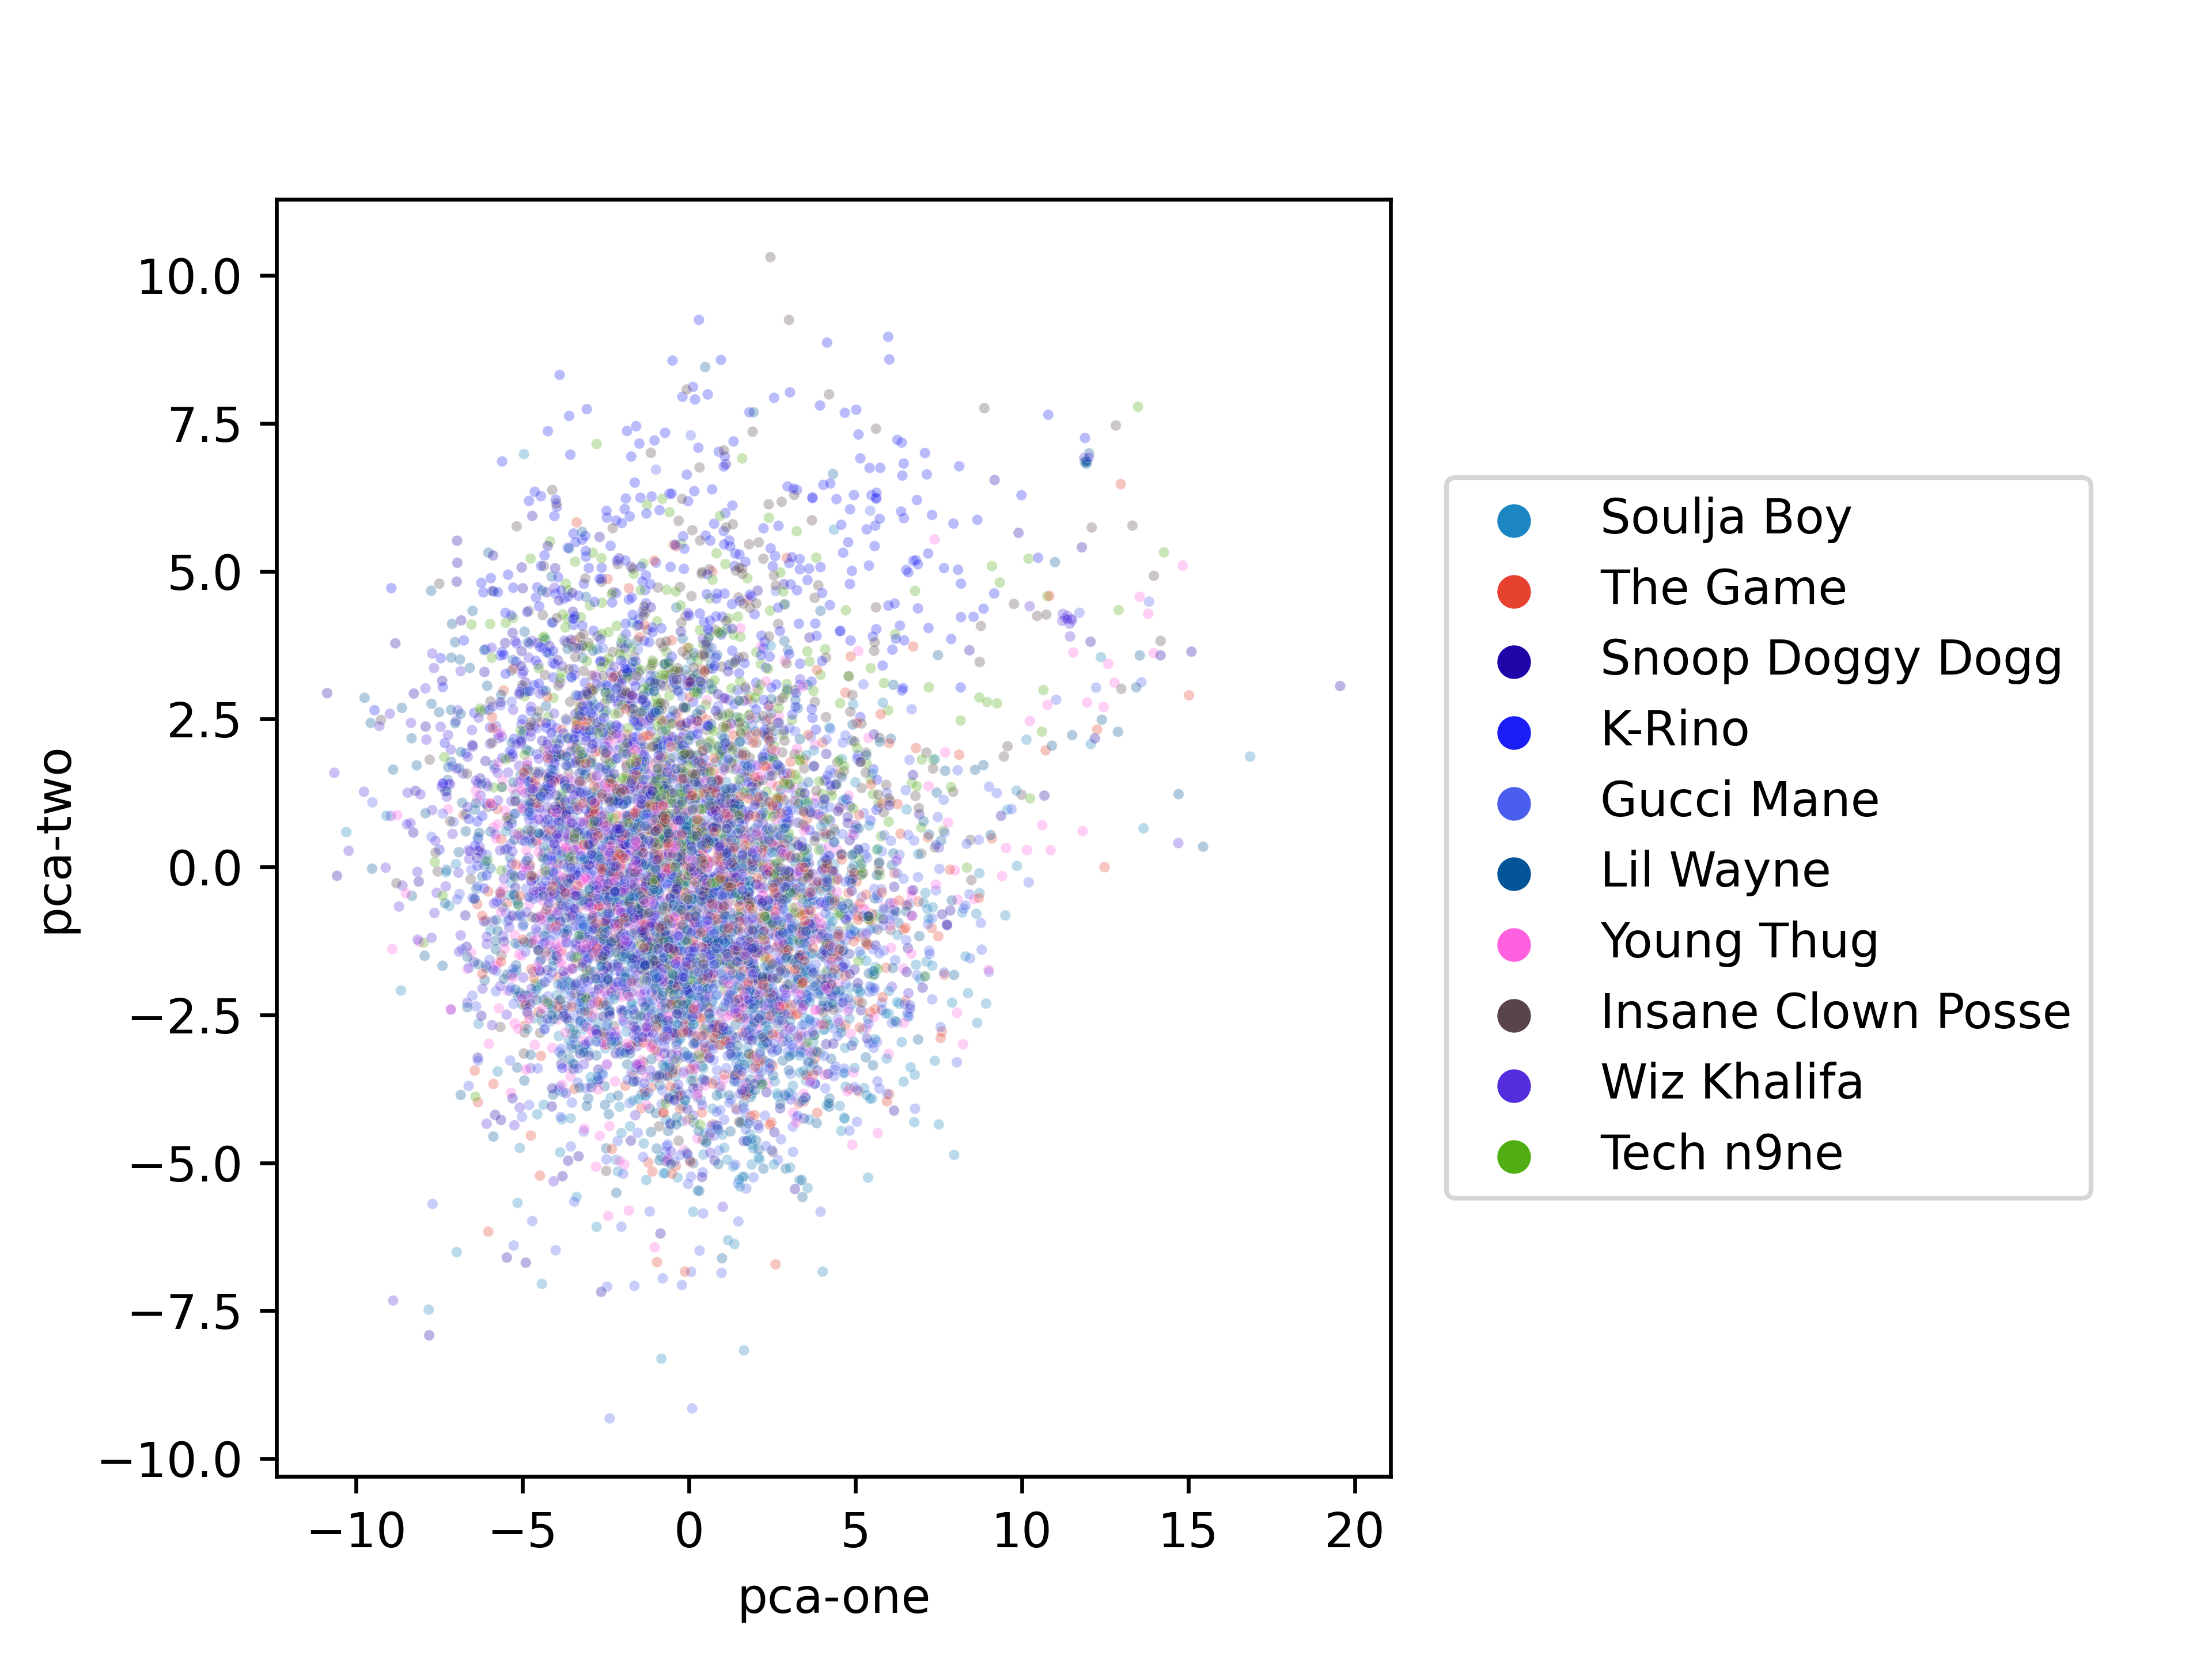 10.0
7.5
5.0
2.5
0.0
−2.5
−5.0
−7.5
−10.0
pca-two
−10 −5 0 5 10 15 20
pca-one
Soulja Boy
The Game
Snoop Doggy Dogg
K-Rino
Gucci Mane
Lil Wayne
Young Thug
Insane Clown Posse
Wiz Khalifa
Tech n9ne